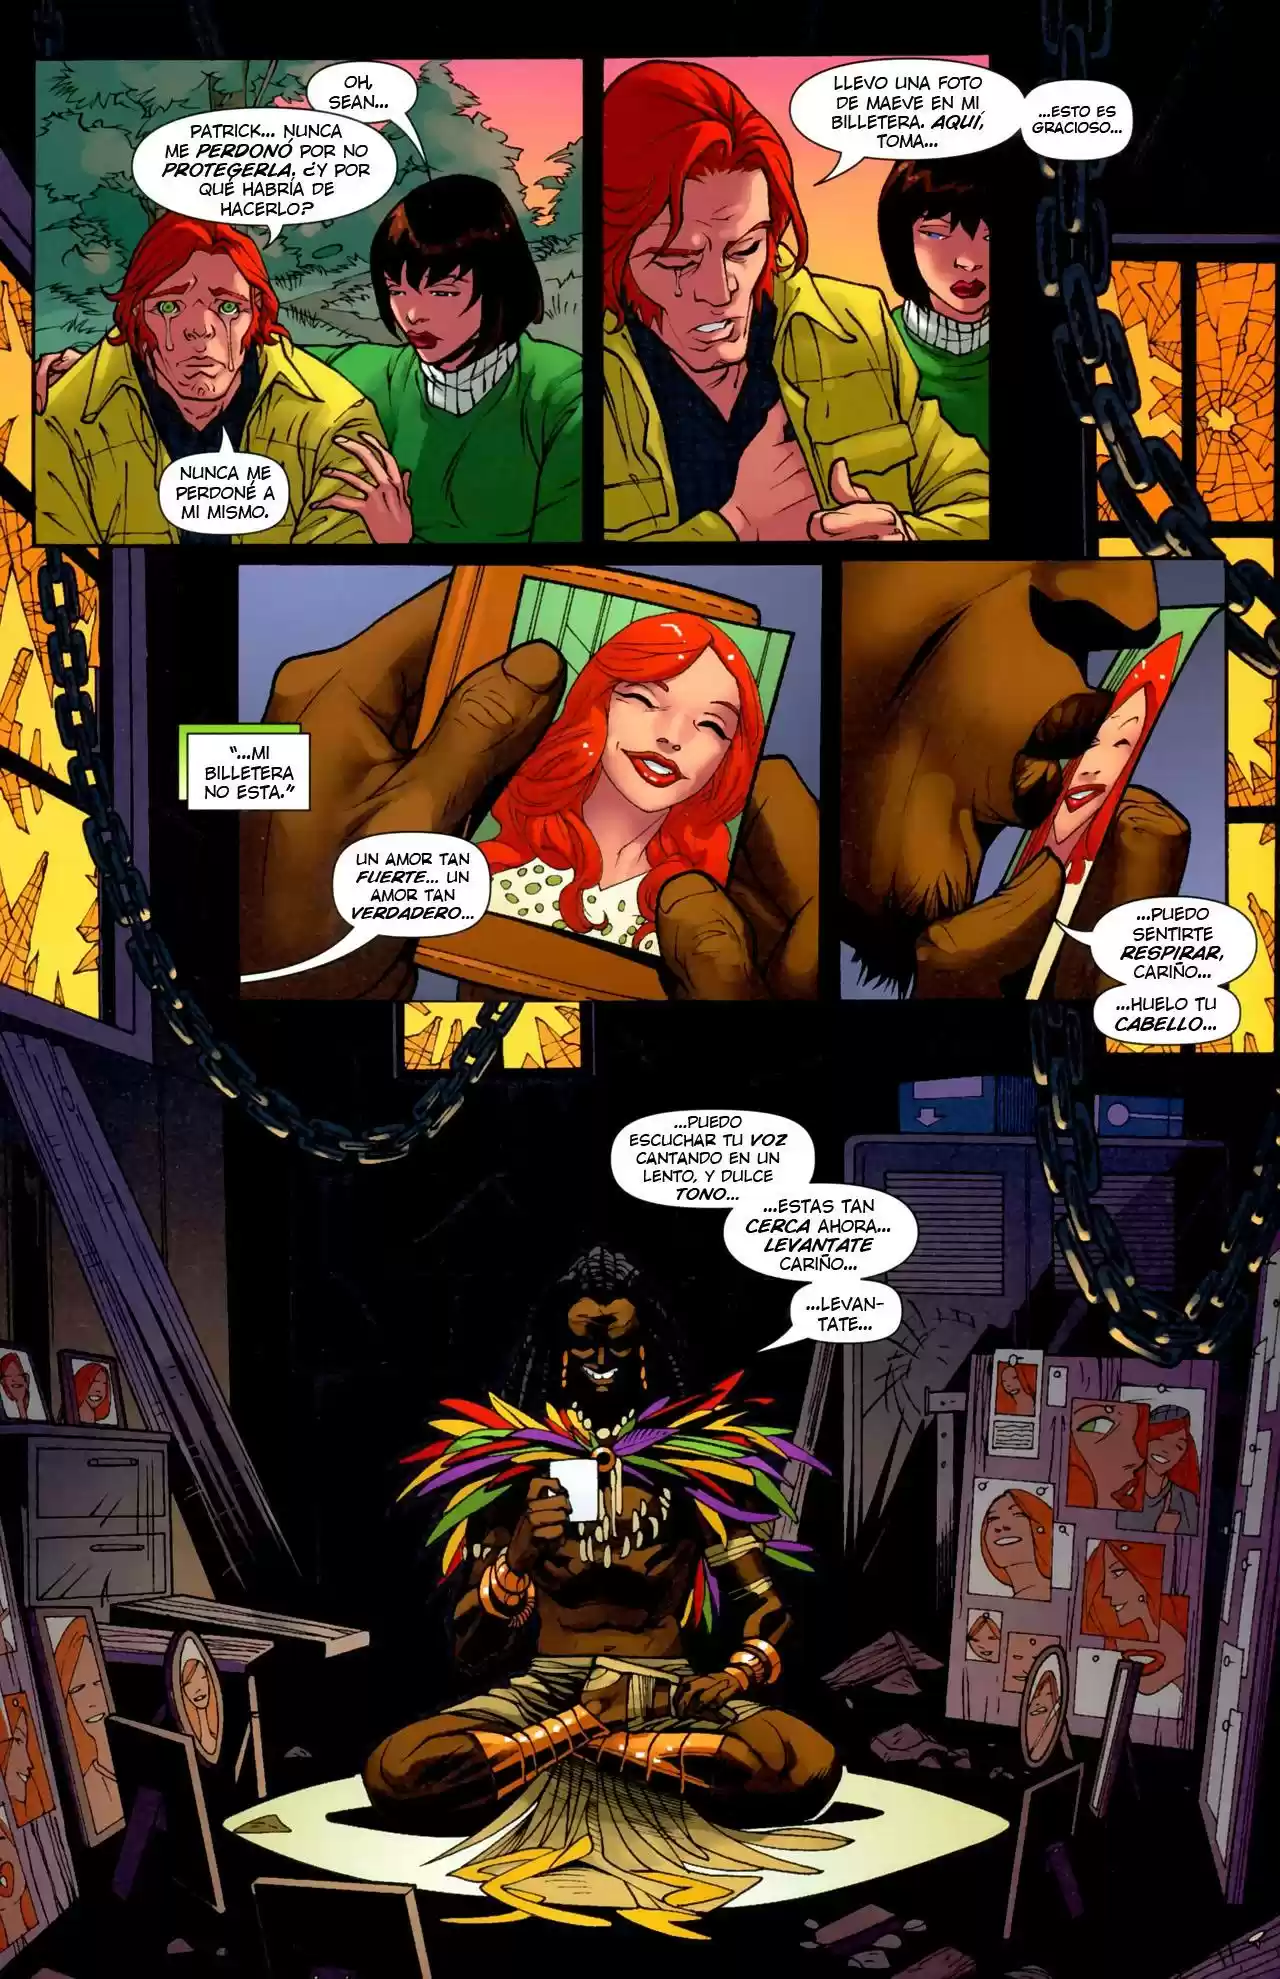 OH,
SEAN...
PATRICK... NUNCA
ME PERDONÓ POR NO
PROTEGERLA, ¿Y POR
QUÉ HABRÍA DE
HACERLO?
NUNCA ME
PERDONÉ A
MI MISMO.
LLEVO UNA FOTO
DE MAEVE EN MI
BILLETERA. AQUÍ,
TOMA...
...ESTO ES
GRACIOSO...
"...MI
BILLETERA
NO ESTA."
UN AMOR TAN
FUERTE... UN
AMOR TAN
VERDADERO...
...PUEDO
SENTIRTE
RESPIRAR,
CARIÑO...
...HUELO TU
CABELLO...
...PUEDO
ESCUCHAR TU VOZ
CANTANDO EN UN
LENTO, Y DULCE
TONO...
...ESTAS TAN
CERCA AHORA...
LEVANTATE
CARIÑO...
...LEVAN-
TATE...